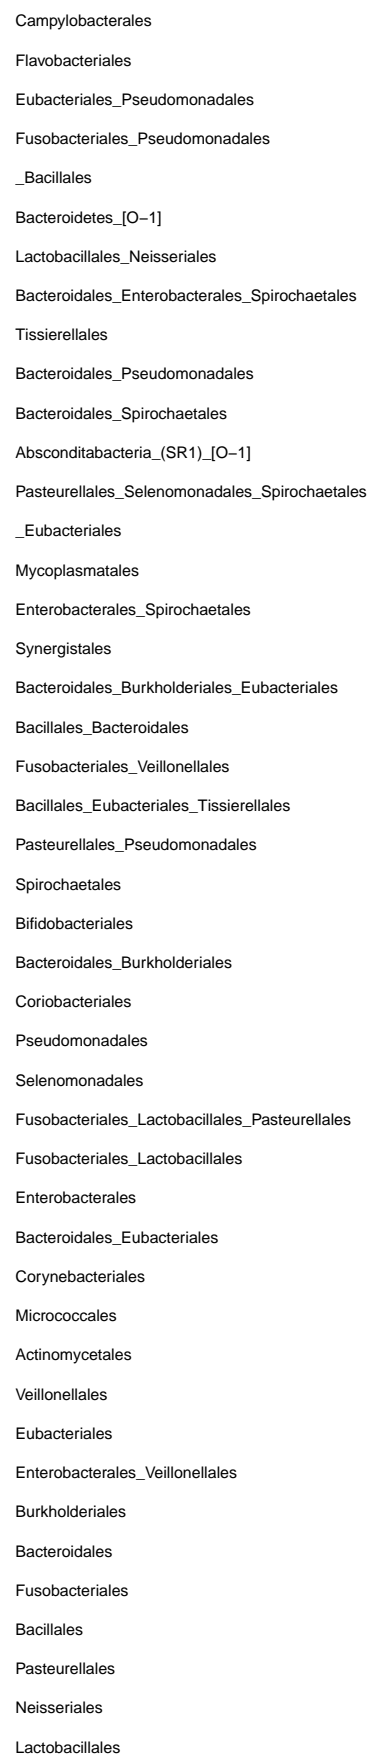 Campylobacterales
Flavobacteriales
Eubacteriales_Pseudomonadales
Fusobacteriales_Pseudomonadales
_Bacillales
Bacteroidetes_[O−1]
Lactobacillales_Neisseriales
Bacteroidales_Enterobacterales_Spirochaetales
Tissierellales
Bacteroidales_Pseudomonadales
Bacteroidales_Spirochaetales
Absconditabacteria_(SR1)_[O−1]
Pasteurellales_Selenomonadales_Spirochaetales
_Eubacteriales
Mycoplasmatales
Enterobacterales_Spirochaetales
Synergistales
Bacteroidales_Burkholderiales_Eubacteriales
Bacillales_Bacteroidales
Fusobacteriales_Veillonellales
Bacillales_Eubacteriales_Tissierellales
Pasteurellales_Pseudomonadales
Spirochaetales
Bifidobacteriales
Bacteroidales_Burkholderiales
Coriobacteriales
Pseudomonadales
Selenomonadales
Fusobacteriales_Lactobacillales_Pasteurellales
Fusobacteriales_Lactobacillales
Enterobacterales
Bacteroidales_Eubacteriales
Corynebacteriales
Micrococcales
Actinomycetales
Veillonellales
Eubacteriales
Enterobacterales_Veillonellales
Burkholderiales
Bacteroidales
Fusobacteriales
Bacillales
Pasteurellales
Neisseriales
Lactobacillales